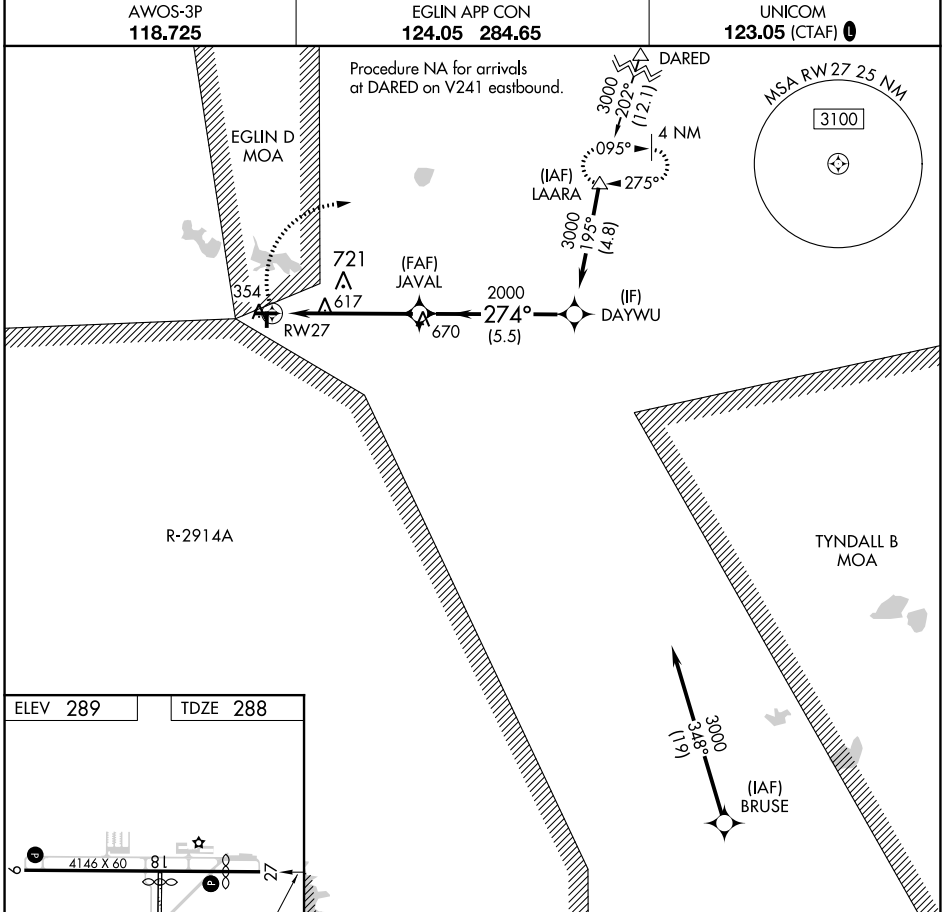 AWOS-3P
118.725
EGLIN APP CON
124.05 284.65
UNICOM
123.05 (CTAF) L
Procedure NA for arrivals
at DARED on V241 eastbound.
DARED
3000
202°
(12.1)
MSA RW27 25 NM
3100
EGLIN D
MOA
4 NM
095°
275°
(IAF)
LAARA
3000
195°
(4.8)
721
354
617
(FAF)
JAVAL
2000
274°
(5.5)
(IF)
DAYWU
RW27
670
R-2914A
TYNDALL B
MOA
3000
348°
(19)
(IAF)
BRUSE
ELEV 289
TDZE 288
P
9
4146 X 60
18
P
27